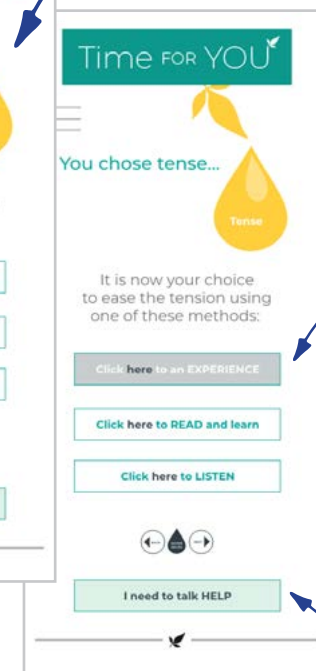 Time FOR YOU
You chose tense...
Tense
It is now your choice
to ease the tension using
one of these methods:
Click here to an EXPERIENCE
Click here to READ and learn
Click here to LISTEN
I need to talk HELP